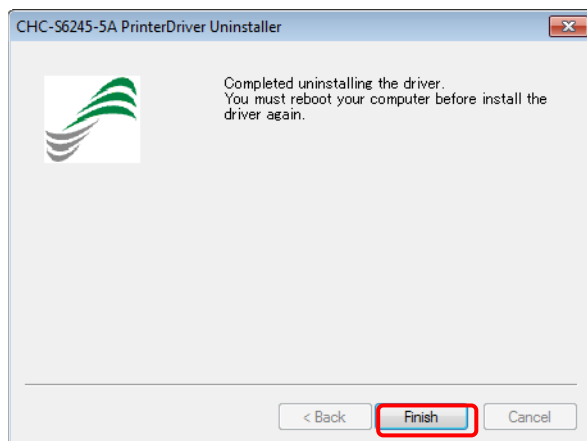 CHC-S6245-5A PrinterDriver Uninstaller
Completed uninstalling the driver.
You must reboot your computer before install the
driver again.
< Back
Finish
Cancel